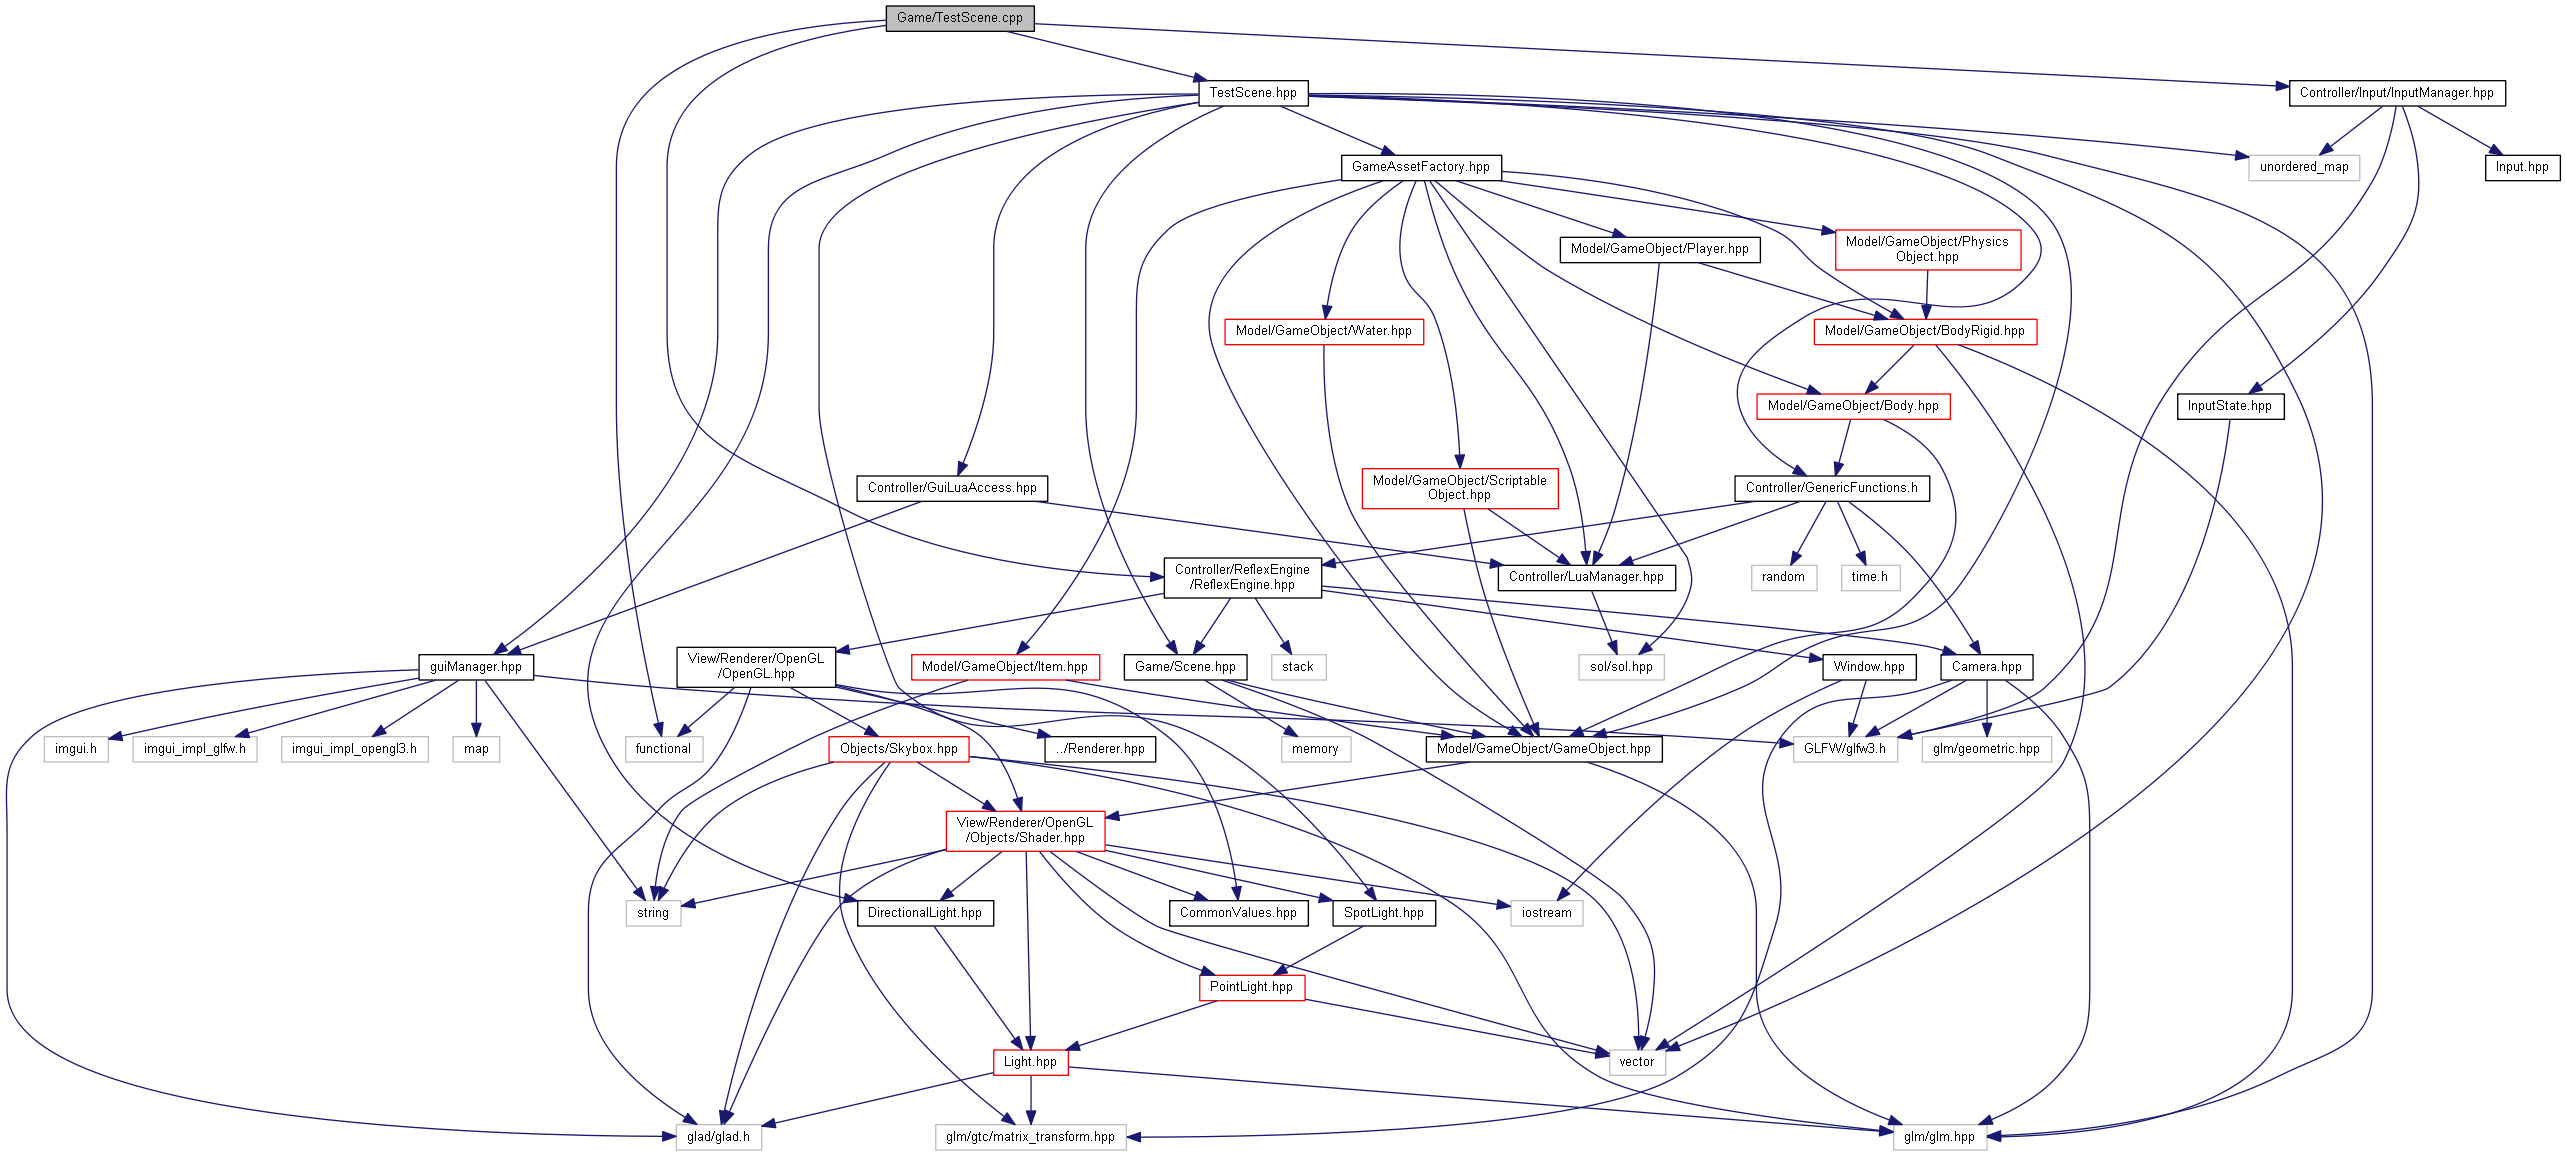 Game/TestScene.cpp
TestScene.hpp
Controller/Input/InputManager.hpp
GameAssetFactory.hpp
unordered_map
Input.hpp
Model/GameObject/Player.hpp
Model/GameObject/Physics
Object.hpp
Model/GameObject/Water.hpp
Model/GameObject/BodyRigid.hpp
Model/GameObject/Body.hpp
InputState.hpp
Controller/GuiLuaAccess.hpp
Model/GameObject/Scriptable
Object.hpp
Controller/GenericFunctions.h
Controller/ReflexEngine
/ReflexEngine.hpp
Controller/LuaManager.hpp
random
time.h
guiManager.hpp
View/Renderer/OpenGL
/OpenGL.hpp
Model/GameObject/Item.hpp
Game/Scene.hpp
stack
sol/sol.hpp
Window.hpp
Camera.hpp
imgui.h
imgui_impl_glfw.h
imgui_impl_opengl3.h
map
functional
Objects/Skybox.hpp
../Renderer.hpp
memory
Model/GameObject/GameObject.hpp
GLFW/glfw3.h
glm/geometric.hpp
View/Renderer/OpenGL
/Objects/Shader.hpp
string
DirectionalLight.hpp
CommonValues.hpp
SpotLight.hpp
iostream
PointLight.hpp
Light.hpp
vector
glad/glad.h
glm/gtc/matrix_transform.hpp
glm/glm.hpp